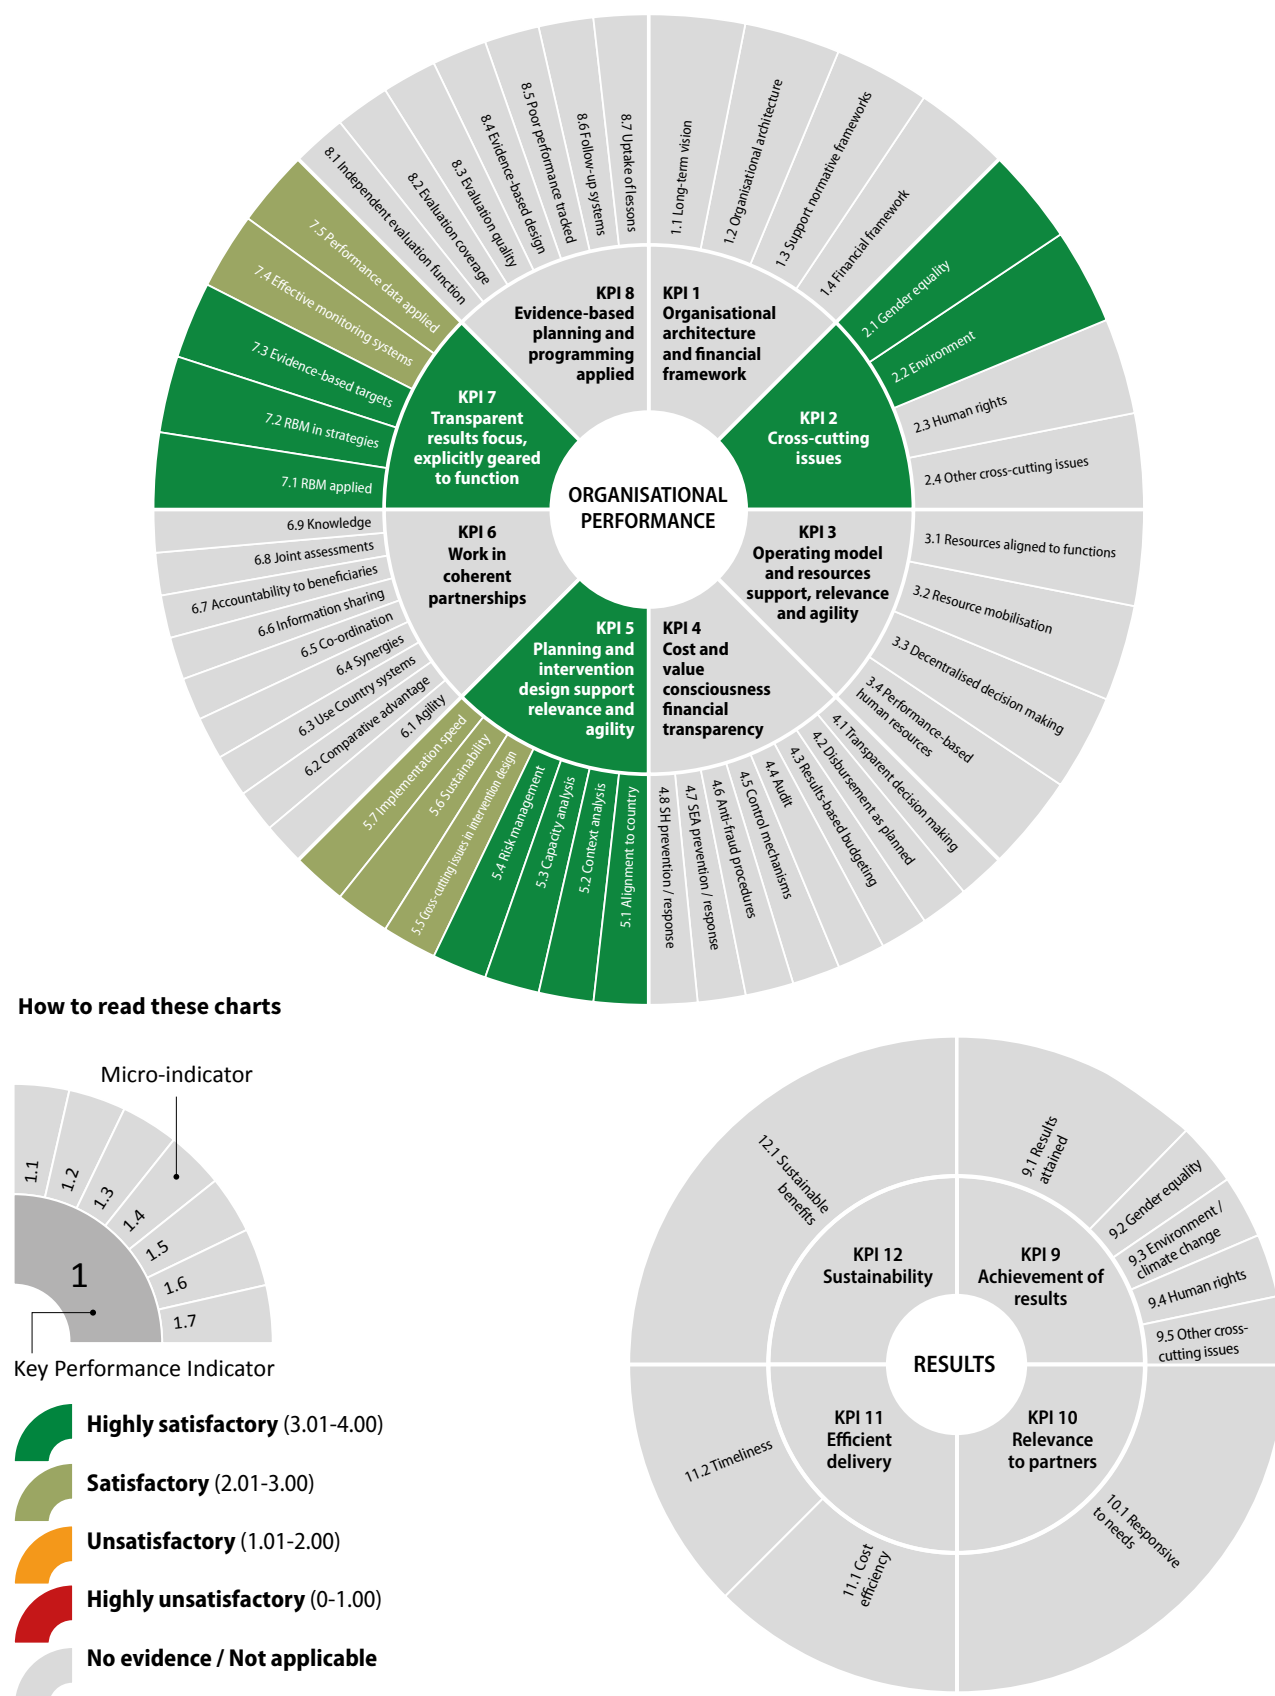 8.1 Independent evaluation function
8.2 Evaluation coverage
8.3 Evaluation quality
8.4 Evidence-based design
8.5 Poor performance tracked
8.6 Follow-up systems
8.7 Uptake of lessons
1.1 Long-term vision
1.2 Organisational architecture
1.3 Support normative frameworks
1.4 Financial framework
2.1 Gender equality
2.2 Environment
2.3 Human rights
2.4 Other cross-cutting issues
3.1 Resources aligned to functions
3.2 Resource mobilisation
3.3 Decentralised decision making
3.4 Performance-based
human resources
4.1 Transparent decision making
4.2 Disbursement as planned
4.3 Results-based budgeting
4.4 Audit
4.5 Control mechanisms
4.6 Anti-fraud procedures
4.7 SEA prevention / response
4.8 SH prevention / response
5.1 Alignment to country
5.2 Context analysis
5.3 Capacity analysis
5.4 Risk management
5.5 Cross-cutting issues in intervention design
5.6 Sustainability
5.7 Implementation speed
6.1 Agility
6.2 Comparative advantage
6.3 Use Country systems
6.4 Synergies
6.5 Co-ordination
6.6 Information sharing
6.7 Accountability to beneficiaries
6.8 Joint assessments
6.9 Knowledge
7.1 RBM applied
7.2 RBM in strategies
7.3 Evidence-based targets
7.4 Effective monitoring systems
7.5 Performance data applied
KPI 8
Evidence-based
planning and
programming
applied
KPI 1
Organisational
architecture
and financial
framework
KPI 7
Transparent
results focus,
explicitly geared
to function
KPI 2
Cross-cutting
issues
ORGANISATIONAL
PERFORMANCE
KPI 6
Work in
coherent
partnerships
KPI 3
Operating model
and resources
support, relevance
and agility
KPI 5
Planning and
intervention
design support
relevance and
agility
KPI 4
Cost and
value
consciousness
financial
transparency
How to read these charts
Micro-indicator
1.1
1.2
1.3
1.4
1.5
1.6
1.7
1
Key Performance Indicator
Highly satisfactory (3.01-4.00)
Satisfactory (2.01-3.00)
Unsatisfactory (1.01-2.00)
Highly unsatisfactory (0-1.00)
No evidence / Not applicable
12.1 Sustainable
benefits
9.1 Results
attained
9.2 Gender equality
9.3 Environment /
climate change
9.4 Human rights
9.5 Other cross-
cutting issues
KPI 12
Sustainability
KPI 9
Achievement of
results
RESULTS
KPI 11
Efficient
delivery
KPI 10
Relevance
to partners
11.2 Timeliness
11.1 Cost
efficiency
10.1 Responsive
to needs